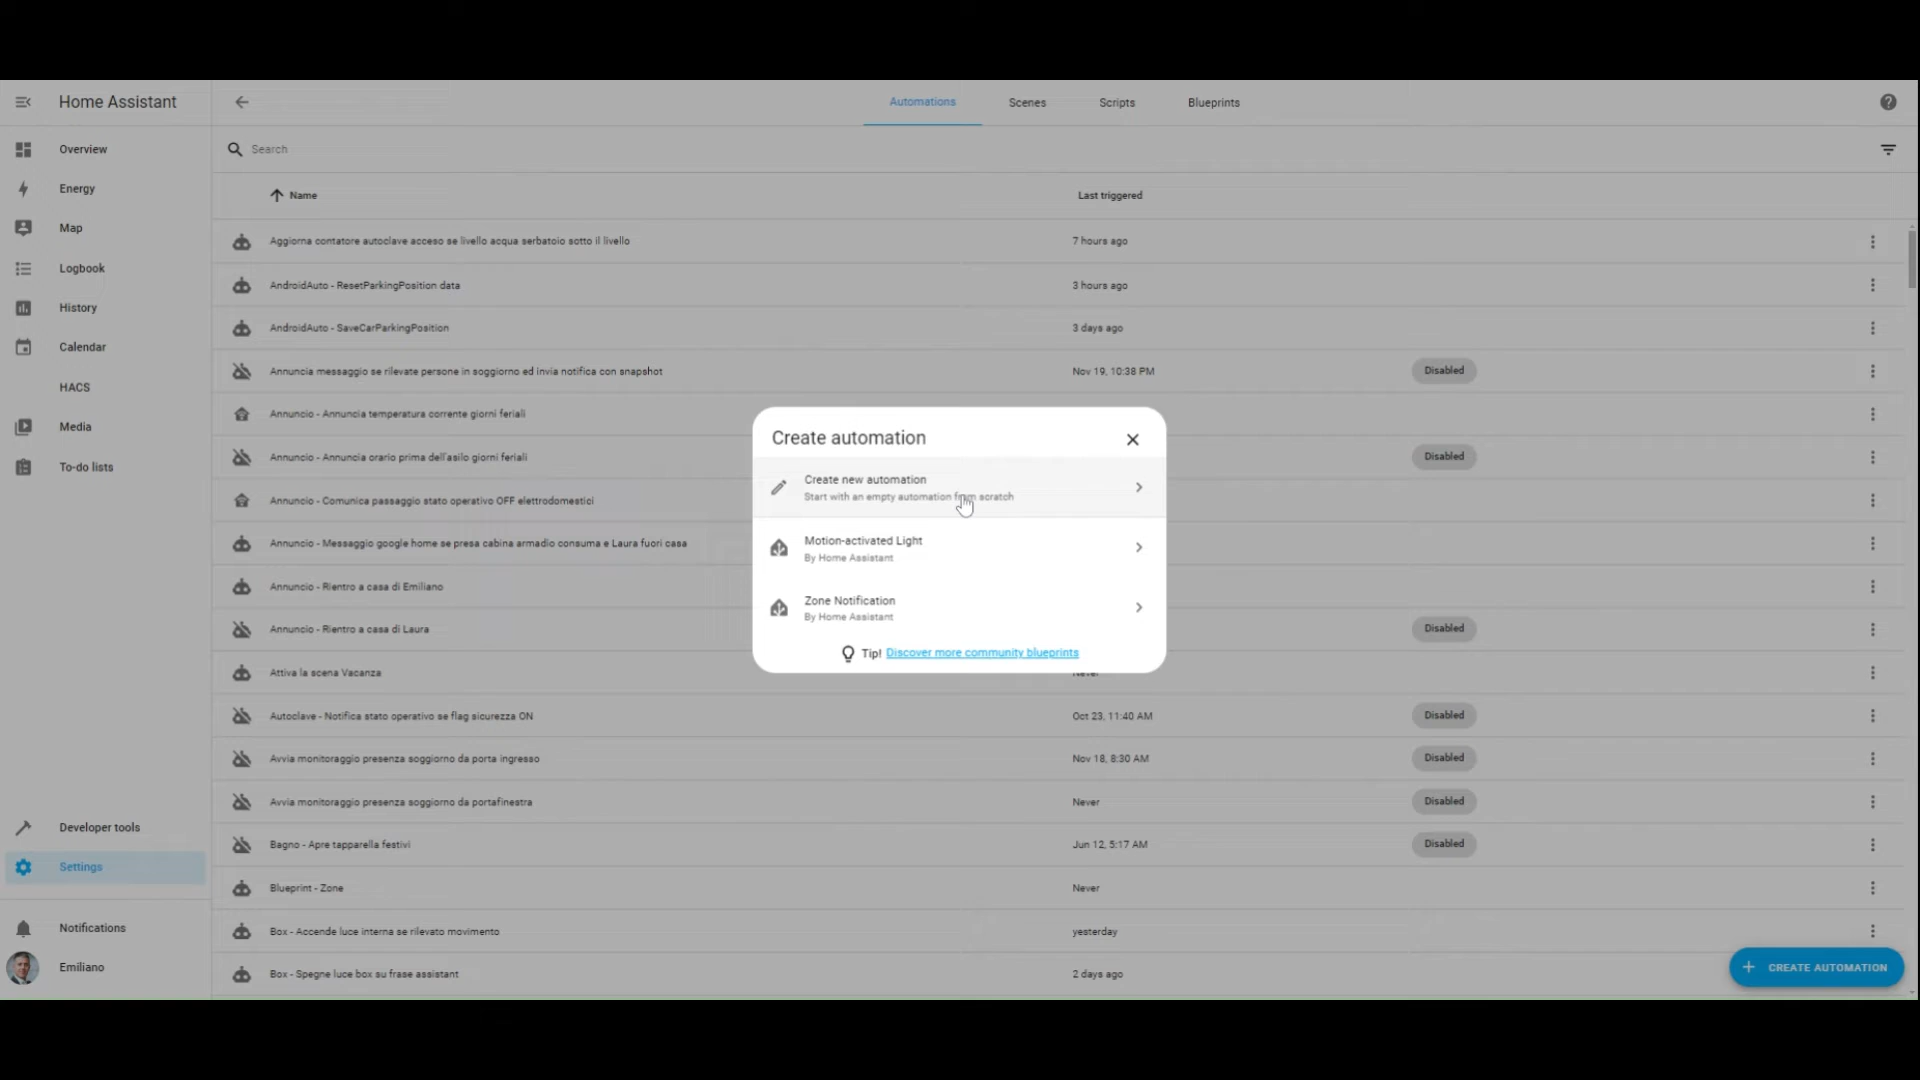 Home Assistant
Automations
Scenes
Scripts
Blueprints
Overview
Energy
Map
Logbook
History
Calendar
HACS
Media
To-do lists
Developer tools
Settings
Notifications
Emiliano
Search
Name
Last triggered
Aggiorna contatore autoclave acceso se livello acqua serbatoio sotto il livello
7 hours ago
AndroidAuto - ResetParkingPosition data
3 hours ago
AndroidAuto - SaveCarParkingPosition
3 days ago
Annuncia messaggio se rilevate persone in soggiorno ed invia notifica con snapshot
Nov 19, 10:38 PM
Disabled
Annuncio - Annuncia temperatura corrente giorni feriali
Annuncio - Annuncia orario prima dell'asilo giorni feriali
Disabled
Annuncio - Comunica passaggio stato operativo OFF elettrodomestici
Annuncio - Messaggio google home se presa cabina armadio consuma e Laura fuori casa
Annuncio - Rientro a casa di Emiliano
Annuncio - Rientro a casa di Laura
Disabled
Attiva la scena Vacanza
Never
Autoclave - Notifica stato operativo se flag sicurezza ON
Oct 23, 11:40 AM
Disabled
Avvia monitoraggio presenza soggiorno da porta ingresso
Nov 18, 8:30 AM
Disabled
Avvia monitoraggio presenza soggiorno da portafinestra
Never
Disabled
Bagno - Apre tapparella festivi
Jun 12, 5:17 AM
Disabled
Blueprint - Zone
Never
Box - Accende luce interna se rilevato movimento
yesterday
Box - Spegne luce box su frase assistant
2 days ago
CREATE AUTOMATION
Create automation
Create new automation
Start with an empty automation from scratch
Motion-activated Light
By Home Assistant
Zone Notification
By Home Assistant
Tip! Discover more community blueprints